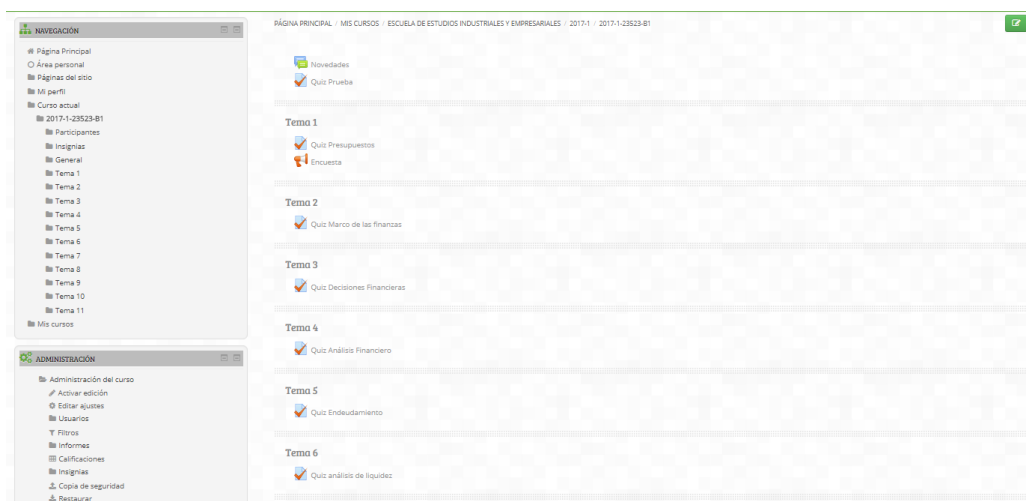 NAVEGACIÓN
Página Principal
Área personal
Páginas del sitio
Mi perfil
Curso actual
2017-1-23523-B1
Participantes
Insignias
General
Tema 1
Tema 2
Tema 3
Tema 4
Tema 5
Tema 6
Tema 7
Tema 8
Tema 9
Tema 10
Tema 11
Mis cursos
ADMINISTRACIÓN
Administración del curso
Activar edición
Editar ajustes
Usuarios
Filtros
Informes
Calificaciones
Insignias
Copia de seguridad
Restaurar
PÁGINA PRINCIPAL / MIS CURSOS / ESCUELA DE ESTUDIOS INDUSTRIALES Y EMPRESARIALES / 2017-1 / 2017-1-23523-B1
Novedades
Quiz Prueba
Tema 1
Quiz Presupuestos
Encuesta
Tema 2
Quiz Marco de las finanzas
Tema 3
Quiz Decisiones Financieras
Tema 4
Quiz Análisis Financiero
Tema 5
Quiz Endeudamiento
Tema 6
Quiz análisis de liquidez